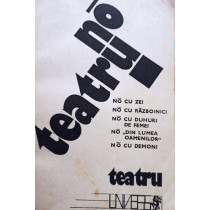 teatru nō
NŌ CU ZEI
NŌ CU RĂZBOINICI
NŌ CU DUHURI
DE FEMEI
NŌ „DIN LUMEA
OAMENILOR”
NŌ CU DEMONI
teatru